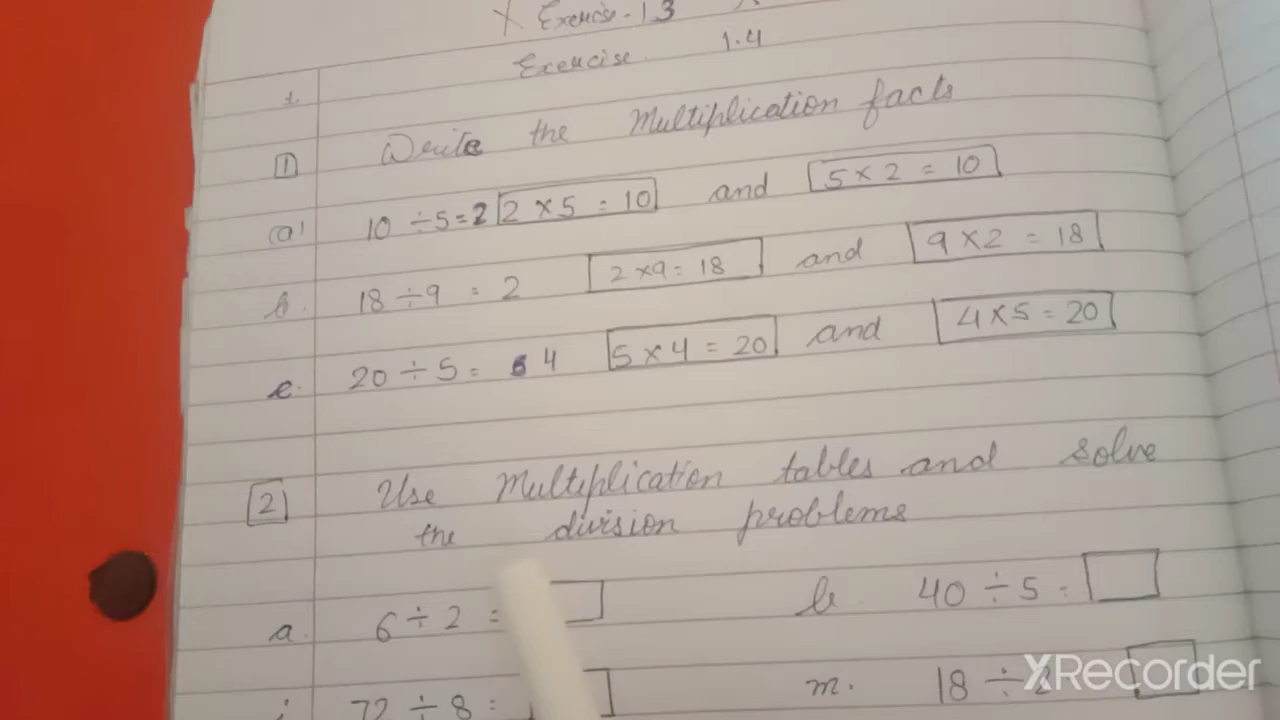 X Exercise - 1.3
Exercise 1.4
1.
1 Write the Multiplication facts
(a) 10 ÷ 5 = 2 2 × 5 = 10 and 5 × 2 = 10
b. 18 ÷ 9 = 2 2 × 9 = 18 and 9 × 2 = 18
e. 20 ÷ 5 = 4 5 × 4 = 20 and 4 × 5 = 20
2 Use Multiplication tables and solve
the division problems
a. 6 ÷ 2 = b. 40 ÷ 5 =
i 72 ÷ 8 = m. 18 ÷
XRecorder